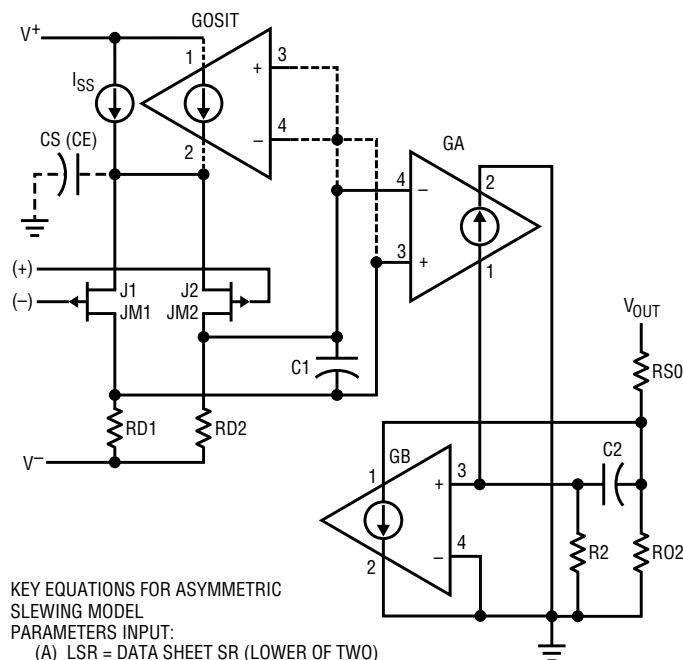 GOSIT
V+
1
3
ISS
+
4
−
CS (CE)
2
GA
4
−
2
3
+
1
(+)
(−)
J1
JM1
J2
JM2
VOUT
C1
RS0
RD1
RD2
V−
GB
C2
1
3
+
4
−
2
R2
RO2
KEY EQUATIONS FOR ASYMMETRIC
SLEWING MODEL
PARAMETERS INPUT:
(A) LSR = DATA SHEET SR (LOWER OF TWO)